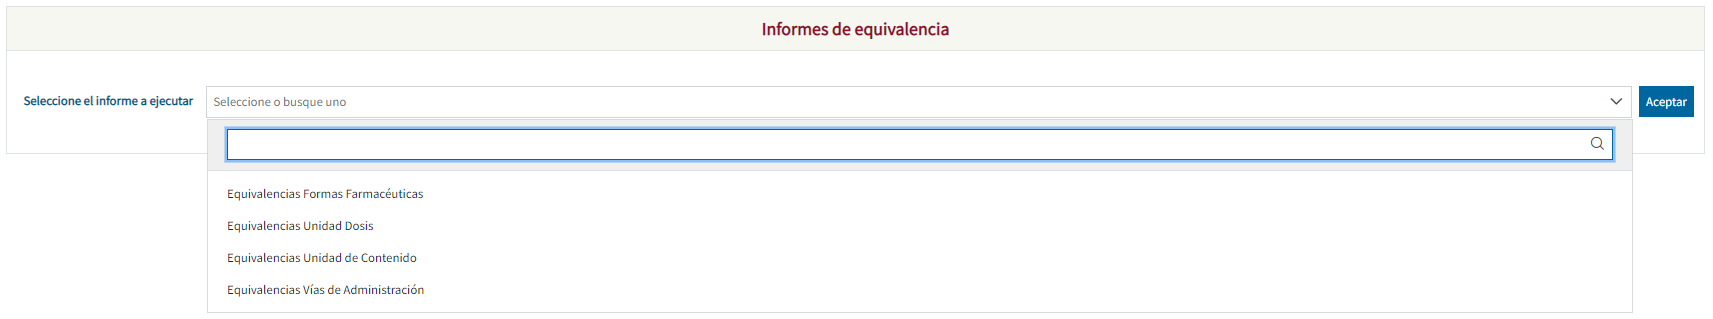 Informes de equivalencia
Seleccione el informe a ejecutar
Seleccione o busque uno
Aceptar
Equivalencias Formas Farmacéuticas
Equivalencias Unidad Dosis
Equivalencias Unidad de Contenido
Equivalencias Vías de Administración